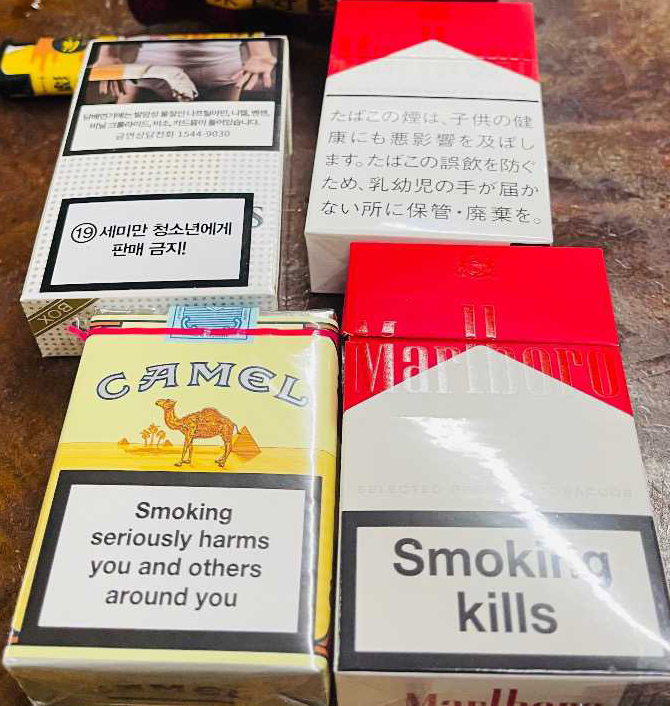 담배연기에는 발암성 물질인 나프틸아민, 니켈, 벤젠,
비닐 크롤라이드, 비소, 카드뮴이 들어있습니다.
금연상담전화 1544-9030
S
19 세미만 청소년에게
판매 금지!
BOX
たばこの煙は、子供の健
康にも悪影響を及ぼし
ます。たばこの誤飲を防ぐ
ため、乳幼児の手が届か
ない所に保管・廃棄を。
CAMEL
Smoking
seriously harms
you and others
around you
Marlboro
SELECTED TOBACCOS
Smoking
kills
Marlboro